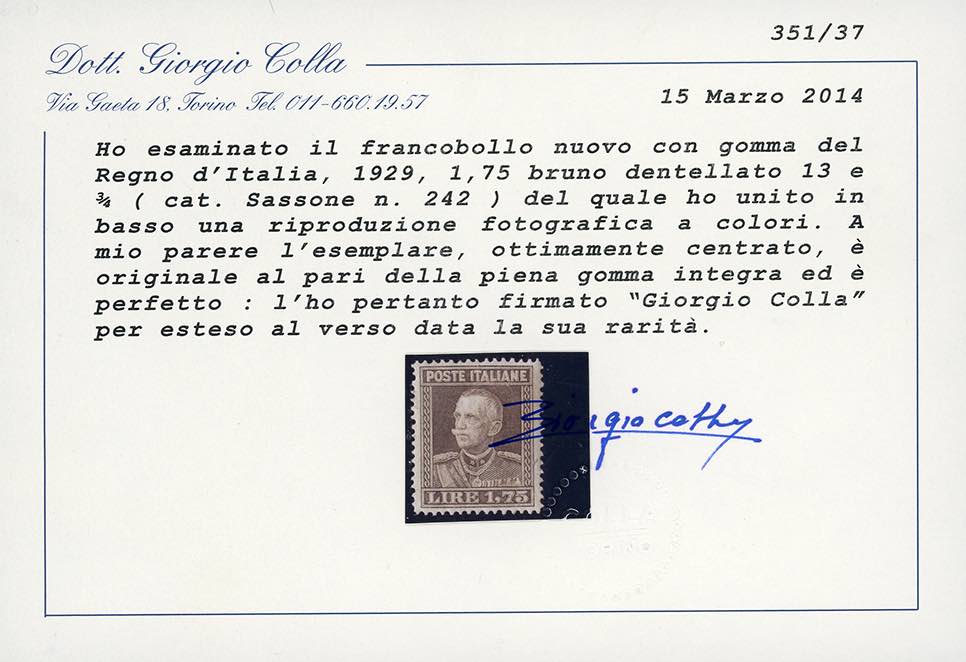 351/37
Dott. Giorgio Colla
Via Gaeta 18, Torino Tel. 011-660.19.57
15 Marzo 2014
Ho esaminato il francobollo nuovo con gomma del
Regno d'Italia, 1929, 1,75 bruno dentellato 13 e
¾ ( cat. Sassone n. 242 ) del quale ho unito in
basso una riproduzione fotografica a colori. A
mio parere l'esemplare, ottimamente centrato, è
originale al pari della piena gomma integra ed è
perfetto : l'ho pertanto firmato "Giorgio Colla"
per esteso al verso data la sua rarità.
POSTE ITALIANE
Giorgio Colla
LIRE 1,75